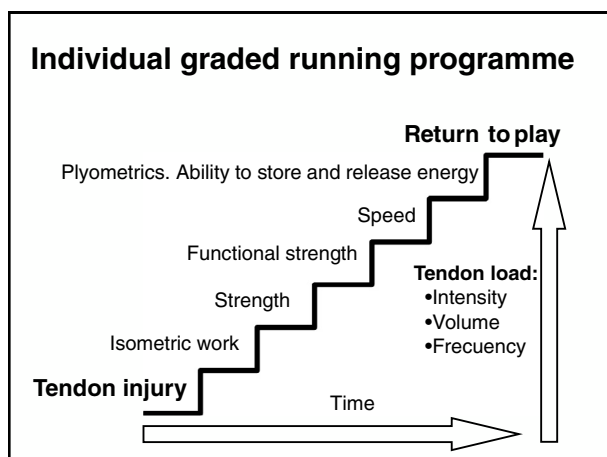 Individual graded running programme
Return to play
Plyometrics. Ability to store and release energy
Speed
Functional strength
Tendon load:
•Intensity
Strength
•Volume
•Frecuency
Isometric work
Tendon injury
Time